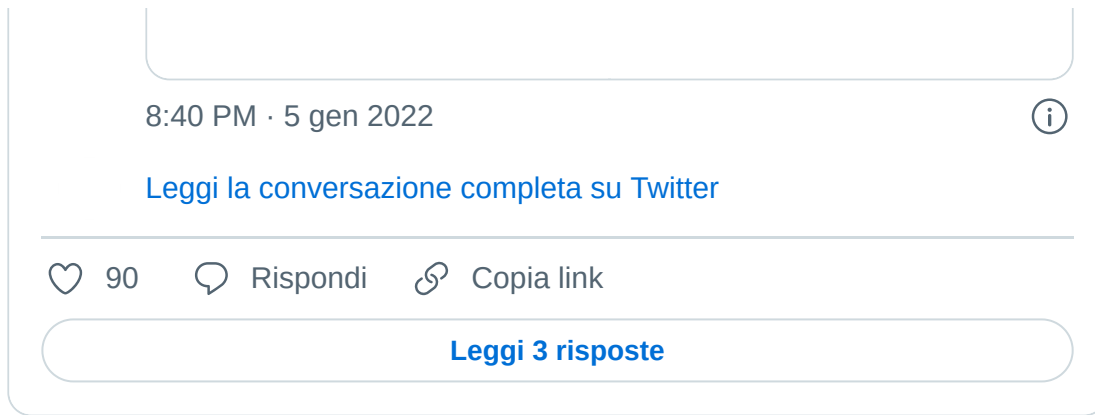 8:40 PM · 5 gen 2022
Leggi la conversazione completa su Twitter
90 Rispondi Copia link
Leggi 3 risposte